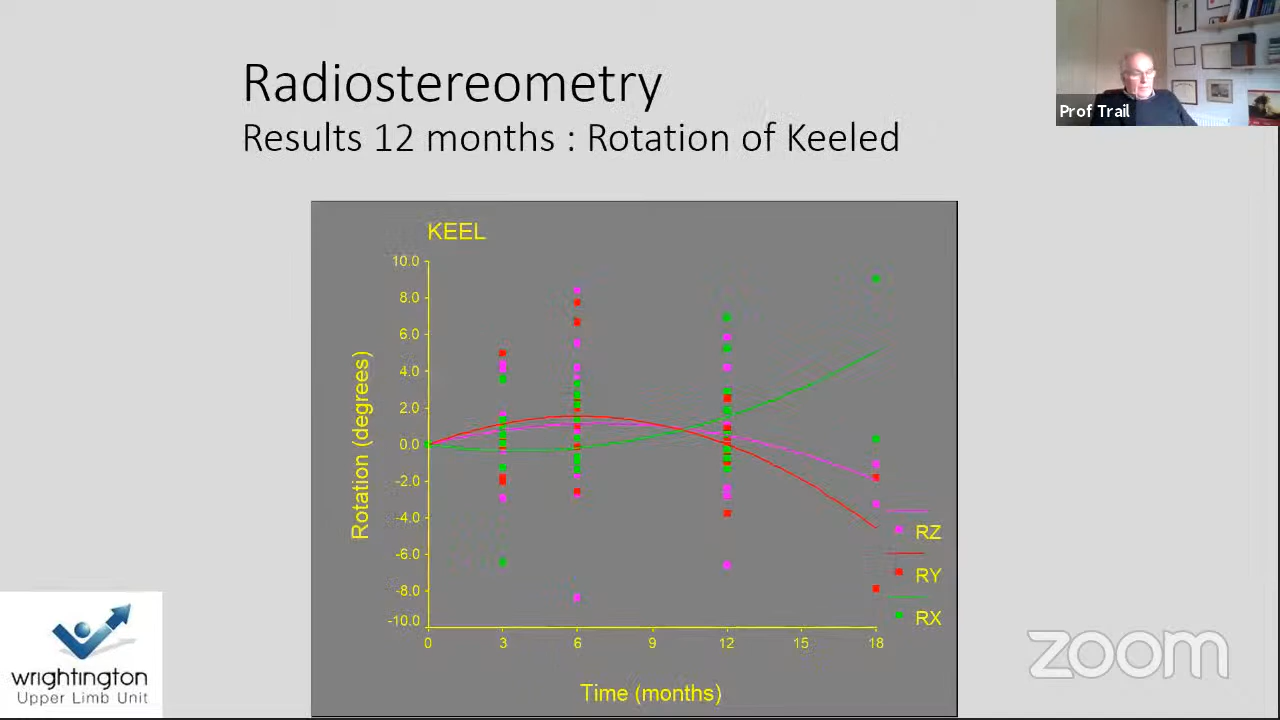 Radiostereometry
Results 12 months : Rotation of Keeled
Prof Trail
KEEL
10.0
8.0
6.0
4.0
2.0
0.0
-2.0
-4.0
-6.0
-8.0
-10.0
Rotation (degrees)
0 3 6 9 12 15 18
Time (months)
RZ
RY
RX
wrightington
Upper Limb Unit
zoom